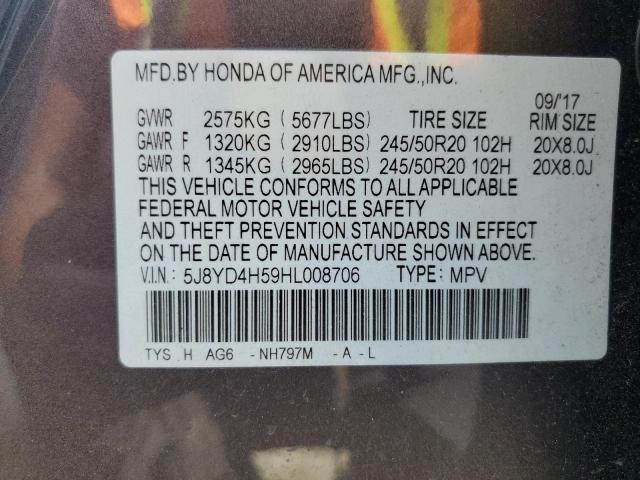 MFD.BY HONDA OF AMERICA MFG.,INC.
09/'17
GVWR 2575KG (5677LBS) TIRE SIZE RIM SIZE
GAWR F 1320KG (2910LBS) 245/50R20 102H 20X8.0J
GAWR R 1345KG (2965LBS) 245/50R20 102H 20X8.0J
THIS VEHICLE CONFORMS TO ALL APPLICABLE
FEDERAL MOTOR VEHICLE SAFETY
AND THEFT PREVENTION STANDARDS IN EFFECT
ON THE DATE OF MANUFACTURE SHOWN ABOVE.
V.I.N.: 5J8YD4H59HL008706 TYPE: MPV
TYS H AG6 - NH797M - A - L